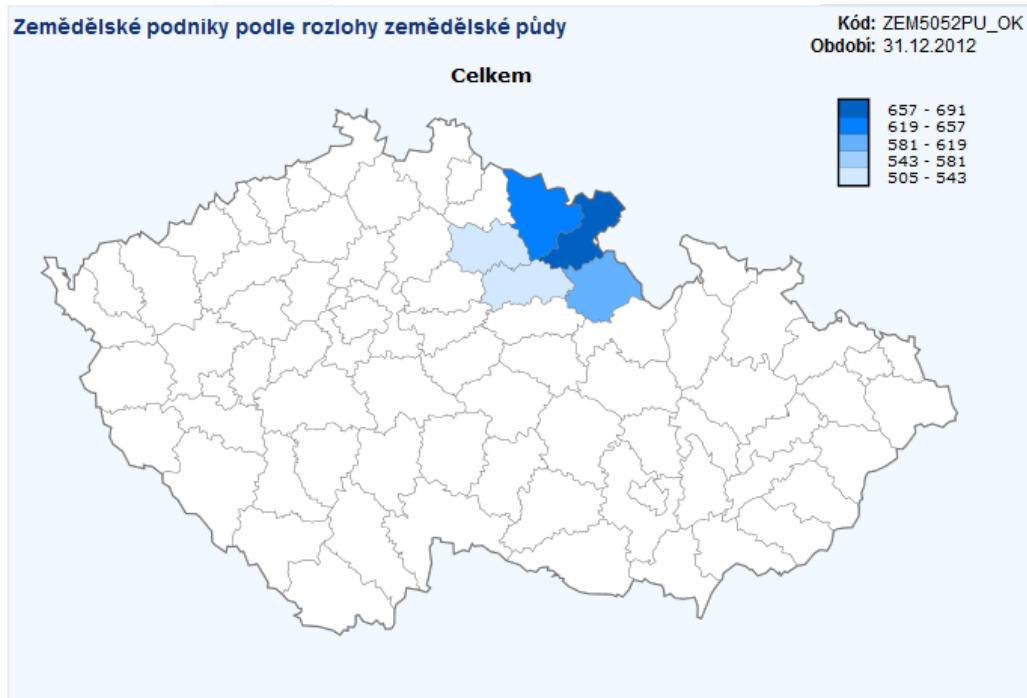 Zemědělské podniky podle rozlohy zemědělské půdy
Kód: ZEM5052PU_OK
Období: 31.12.2012
Celkem
657 - 691
619 - 657
581 - 619
543 - 581
505 - 543